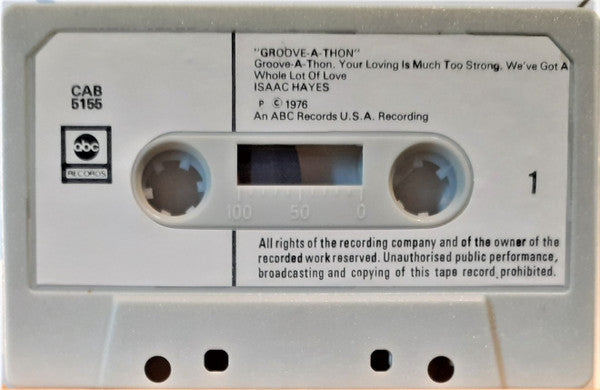 "GROOVE-A-THON"
Groove-A-Thon. Your Loving Is Much Too Strong. We've Got A
Whole Lot Of Love
ISAAC HAYES
P © 1976
An ABC Records U.S.A. Recording
CAB
5155
abc
RECORDS
100 50 0
1
All rights of the recording company and of the owner of the
recorded work reserved. Unauthorised public performance,
broadcasting and copying of this tape record prohibited.